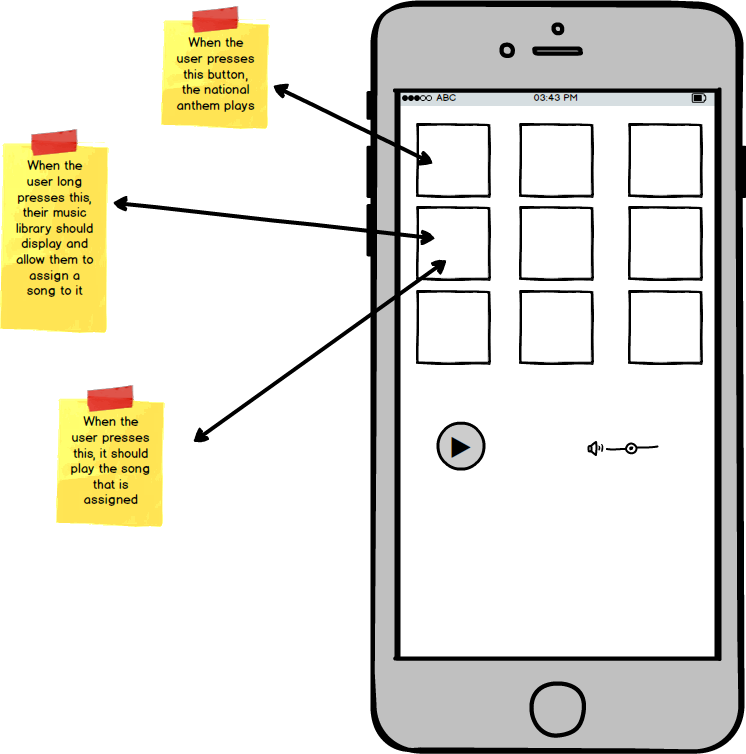 When the
user presses
this button,
the national
anthem plays
ABC
03:43 PM
When the
user long
presses this,
their music
library should
display and
allow them to
assign a
song to it
When the
user presses
this, it should
play the song
that is
assigned